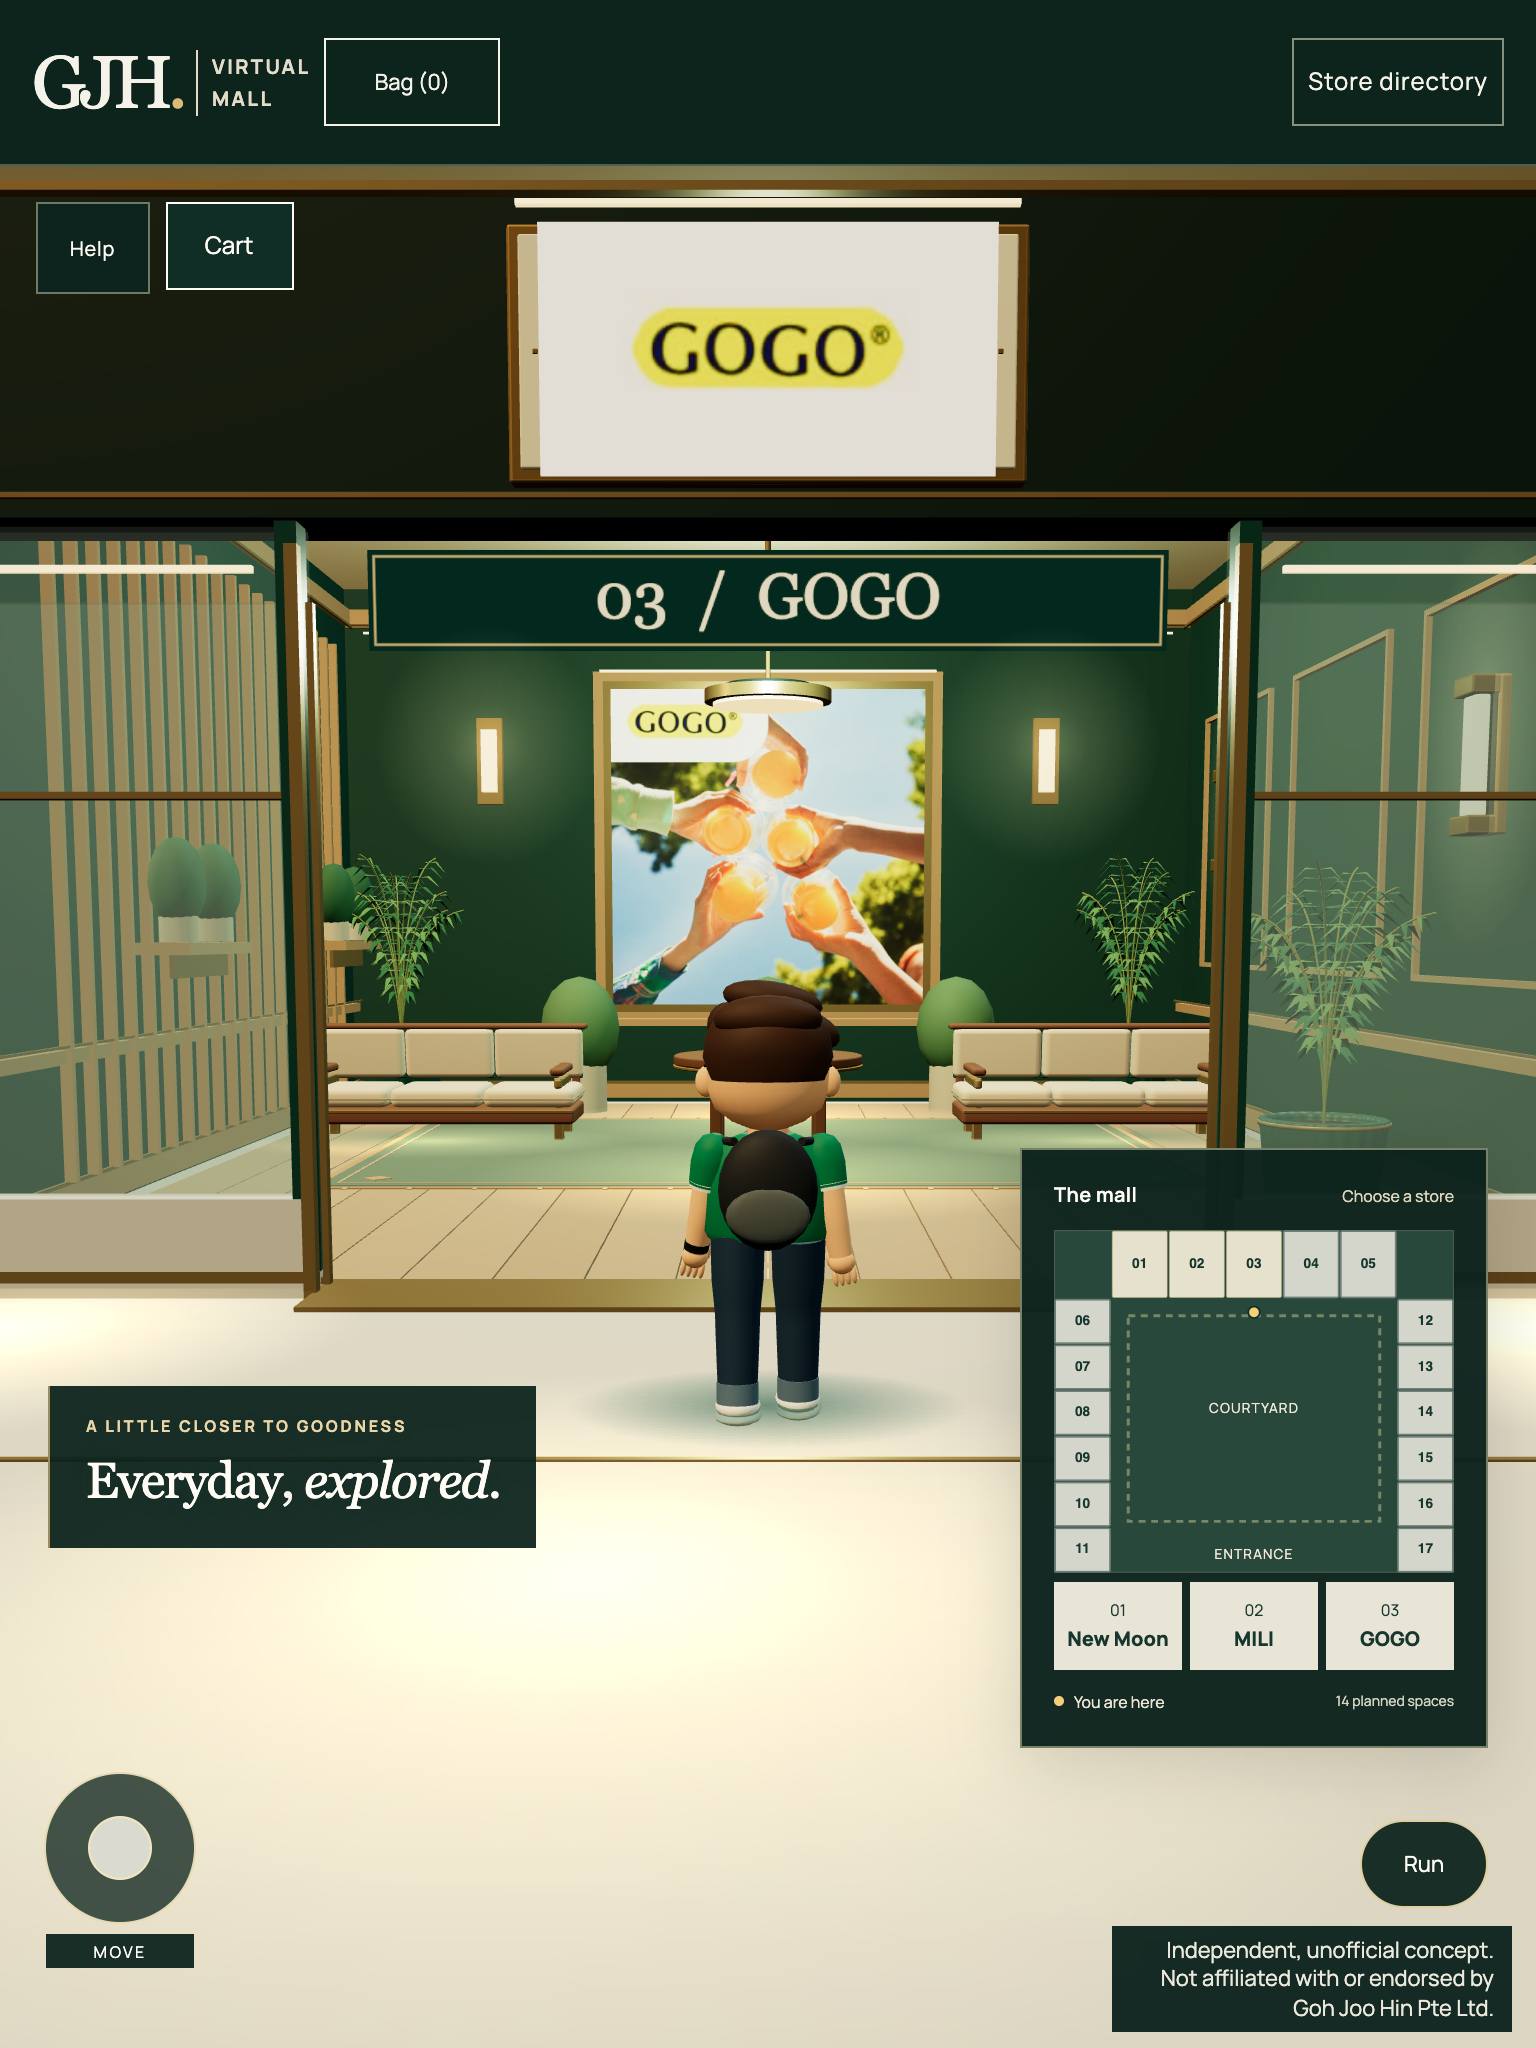 GJH.
VIRTUAL
MALL
Bag (0)
Store directory
Help
Cart
GOGO®
03 / GOGO
GOGO®
The mall
Choose a store
01
02
03
04
05
06
07
08
09
10
11
12
13
14
15
16
17
COURTYARD
ENTRANCE
01
New Moon
02
MILI
03
GOGO
You are here
14 planned spaces
A LITTLE CLOSER TO GOODNESS
Everyday, explored.
MOVE
Run
Independent, unofficial concept.
Not affiliated with or endorsed by
Goh Joo Hin Pte Ltd.